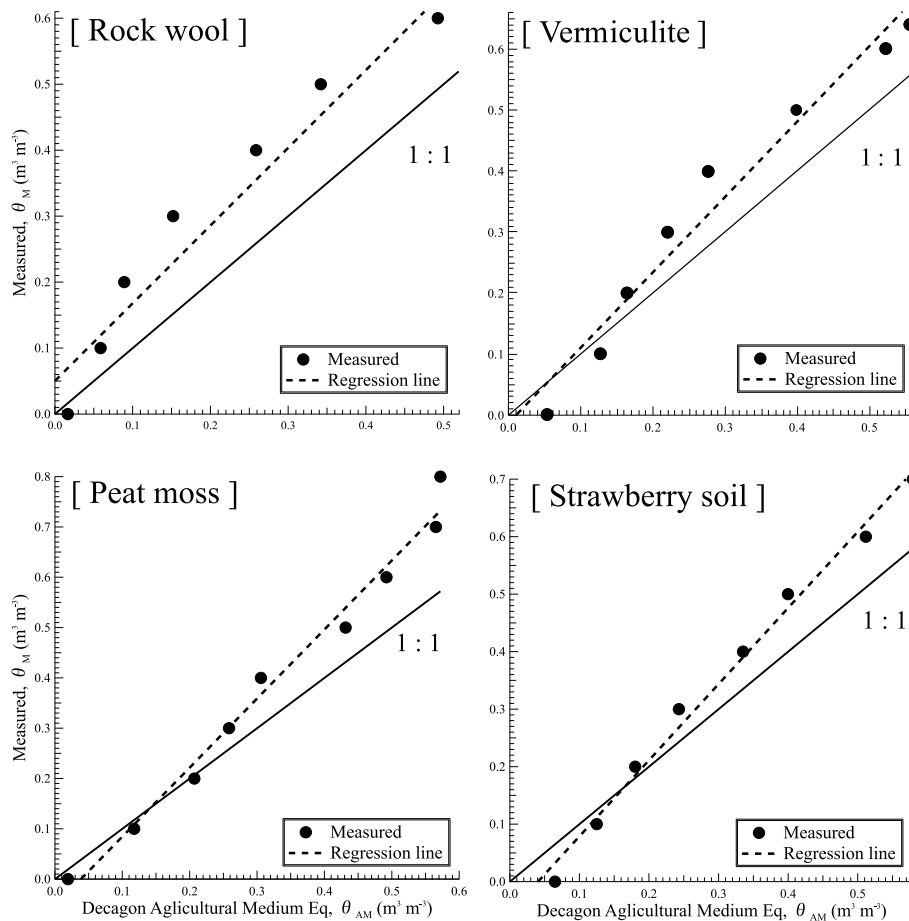 [ Rock wool ]
0.6
0.5
0.4
0.3
0.2
0.1
0.0
Measured, θ M (m³ m⁻³)
1 : 1
Measured
Regression line
0.0 0.1 0.2 0.3 0.4 0.5
[ Vermiculite ]
0.6
0.5
0.4
0.3
0.2
0.1
0.0
1 : 1
Measured
Regression line
0.0 0.1 0.2 0.3 0.4 0.5
[ Peat moss ]
0.8
0.7
0.6
0.5
0.4
0.3
0.2
0.1
0.0
Measured, θ M (m³ m⁻³)
1 : 1
Measured
Regression line
0.0 0.1 0.2 0.3 0.4 0.5 0.6
Decagon Aglicultural Medium Eq, θ AM (m³ m⁻³)
[ Strawberry soil ]
0.7
0.6
0.5
0.4
0.3
0.2
0.1
0.0
1 : 1
Measured
Regression line
0.0 0.1 0.2 0.3 0.4 0.5
Decagon Aglicultural Medium Eq, θ AM (m³ m⁻³)